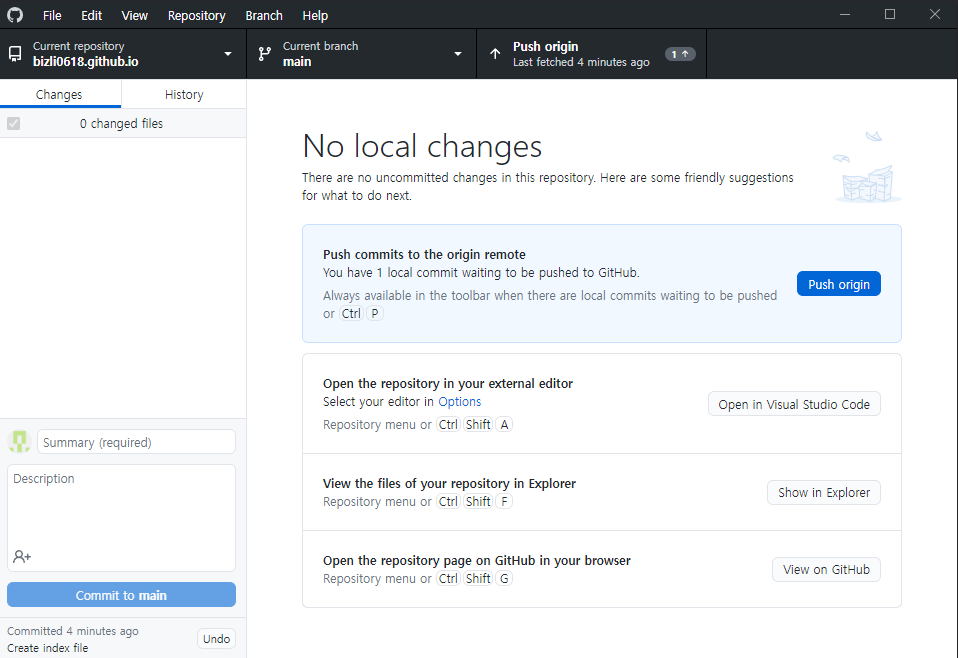 File Edit View Repository Branch Help
Current repository
bizli0618.github.io
Current branch
main
Push origin
Last fetched 4 minutes ago
1
Changes
History
0 changed files
No local changes
There are no uncommitted changes in this repository. Here are some friendly suggestions
for what to do next.
Push commits to the origin remote
You have 1 local commit waiting to be pushed to GitHub.
Always available in the toolbar when there are local commits waiting to be pushed
or Ctrl P
Push origin
Open the repository in your external editor
Select your editor in Options
Repository menu or Ctrl Shift A
Open in Visual Studio Code
View the files of your repository in Explorer
Repository menu or Ctrl Shift F
Show in Explorer
Open the repository page on GitHub in your browser
Repository menu or Ctrl Shift G
View on GitHub
Summary (required)
Description
Commit to main
Committed 4 minutes ago
Create index file
Undo